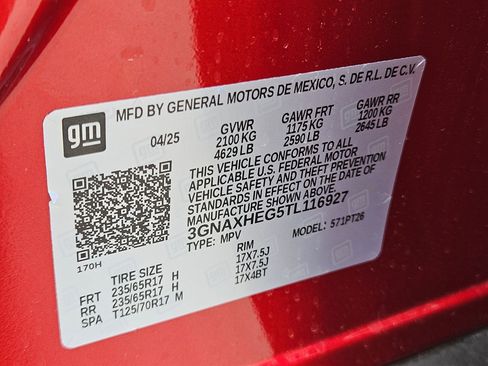 gm
MFD BY GENERAL MOTORS DE MEXICO, S. DE R.L. DE C.V.
04/25 GVWR GAWR FRT GAWR RR
2100 KG 1175 KG 1200 KG
4629 LB 2590 LB 2645 LB
THIS VEHICLE CONFORMS TO ALL
APPLICABLE U.S. FEDERAL MOTOR
VEHICLE SAFETY AND THEFT PREVENTION
STANDARDS IN EFFECT ON THE DATE OF
MANUFACTURE SHOWN ABOVE.
3GNAXHEG5TL116927
TYPE: MPV MODEL: 571PT26
170H
TIRE SIZE RIM
FRT 235/65R17 H 17X7.5J
RR 235/65R17 H 17X7.5J
SPA T125/70R17 M 17X4BT